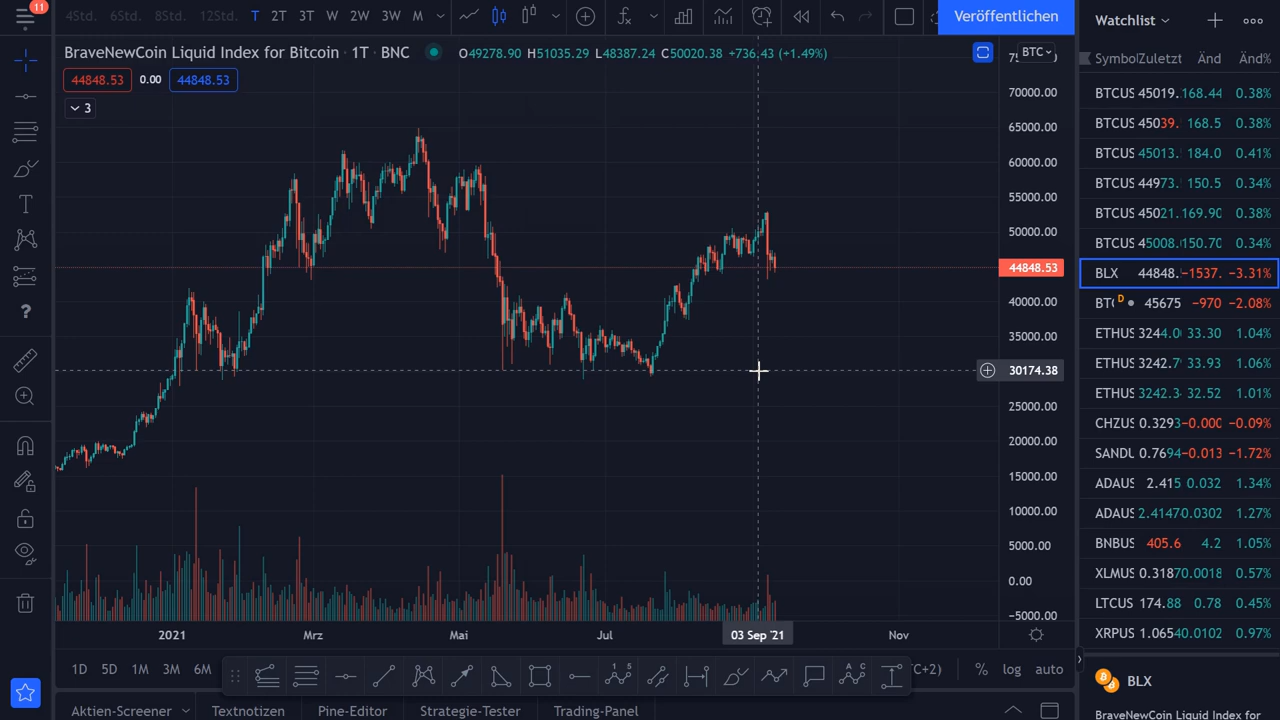 11
4Std. 6Std. 8Std. 12Std. T 2T 3T W 2W 3W M
Veröffentlichen
BraveNewCoin Liquid Index for Bitcoin · 1T · BNC
O49278.90 H51035.29 L48387.24 C50020.38 +736.43 (+1.49%)
BTC
44848.53 0.00 44848.53
3
70000.00
65000.00
60000.00
55000.00
50000.00
44848.53
40000.00
35000.00
30174.38
25000.00
20000.00
15000.00
10000.00
5000.00
0.00
−5000.00
2021 Mrz Mai Jul 03 Sep '21 Nov
1D 5D 1M 3M 6M
% log auto
Aktien-Screener Textnotizen Pine-Editor Strategie-Tester Trading-Panel
Watchlist
Symbol Zuletzt Änd Änd%
BTCUS 45019. 168.44 0.38%
BTCUS 45039. 168.5 0.38%
BTCUS 45013. 184.0 0.41%
BTCUS 44973. 150.5 0.34%
BTCUS 45021. 169.90 0.38%
BTCUS 45008. 150.70 0.34%
BLX 44848. −1537. −3.31%
BTC D 45675 −970 −2.08%
ETHUS 3244.0 33.30 1.04%
ETHUS 3242.7 33.93 1.06%
ETHUS 3242.3 32.52 1.01%
CHZUS 0.3293 −0.000 −0.09%
SANDU 0.7694 −0.013 −1.72%
ADAUS 2.415 0.032 1.34%
ADAUS 2.4147 0.0302 1.27%
BNBUS 405.6 4.2 1.05%
XLMUS 0.3187 0.0018 0.57%
LTCUS 174.88 0.78 0.45%
XRPUS 1.0654 0.0102 0.97%
BLX
BraveNewCoin Liquid Index for